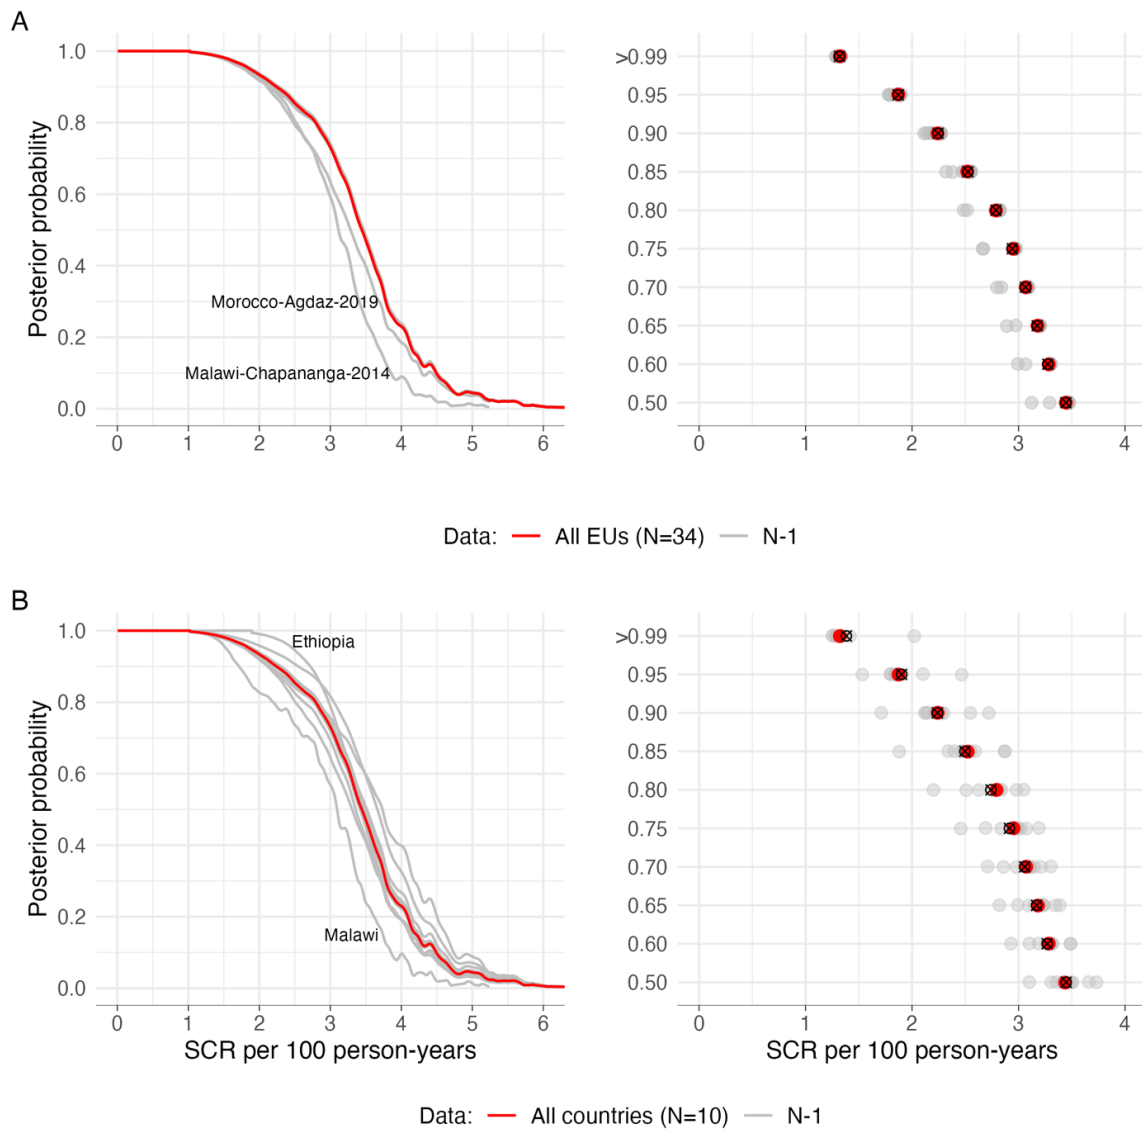 A
Posterior probability
1.0
0.8
0.6
0.4
0.2
0.0
Morocco-Agdaz-2019
Malawi-Chapananga-2014
0 1 2 3 4 5 6
>0.99
0.95
0.90
0.85
0.80
0.75
0.70
0.65
0.60
0.50
0 1 2 3 4
Data: All EUs (N=34) N-1
B
Posterior probability
1.0
0.8
0.6
0.4
0.2
0.0
Ethiopia
Malawi
0 1 2 3 4 5 6
SCR per 100 person-years
>0.99
0.95
0.90
0.85
0.80
0.75
0.70
0.65
0.60
0.50
0 1 2 3 4
SCR per 100 person-years
Data: All countries (N=10) N-1